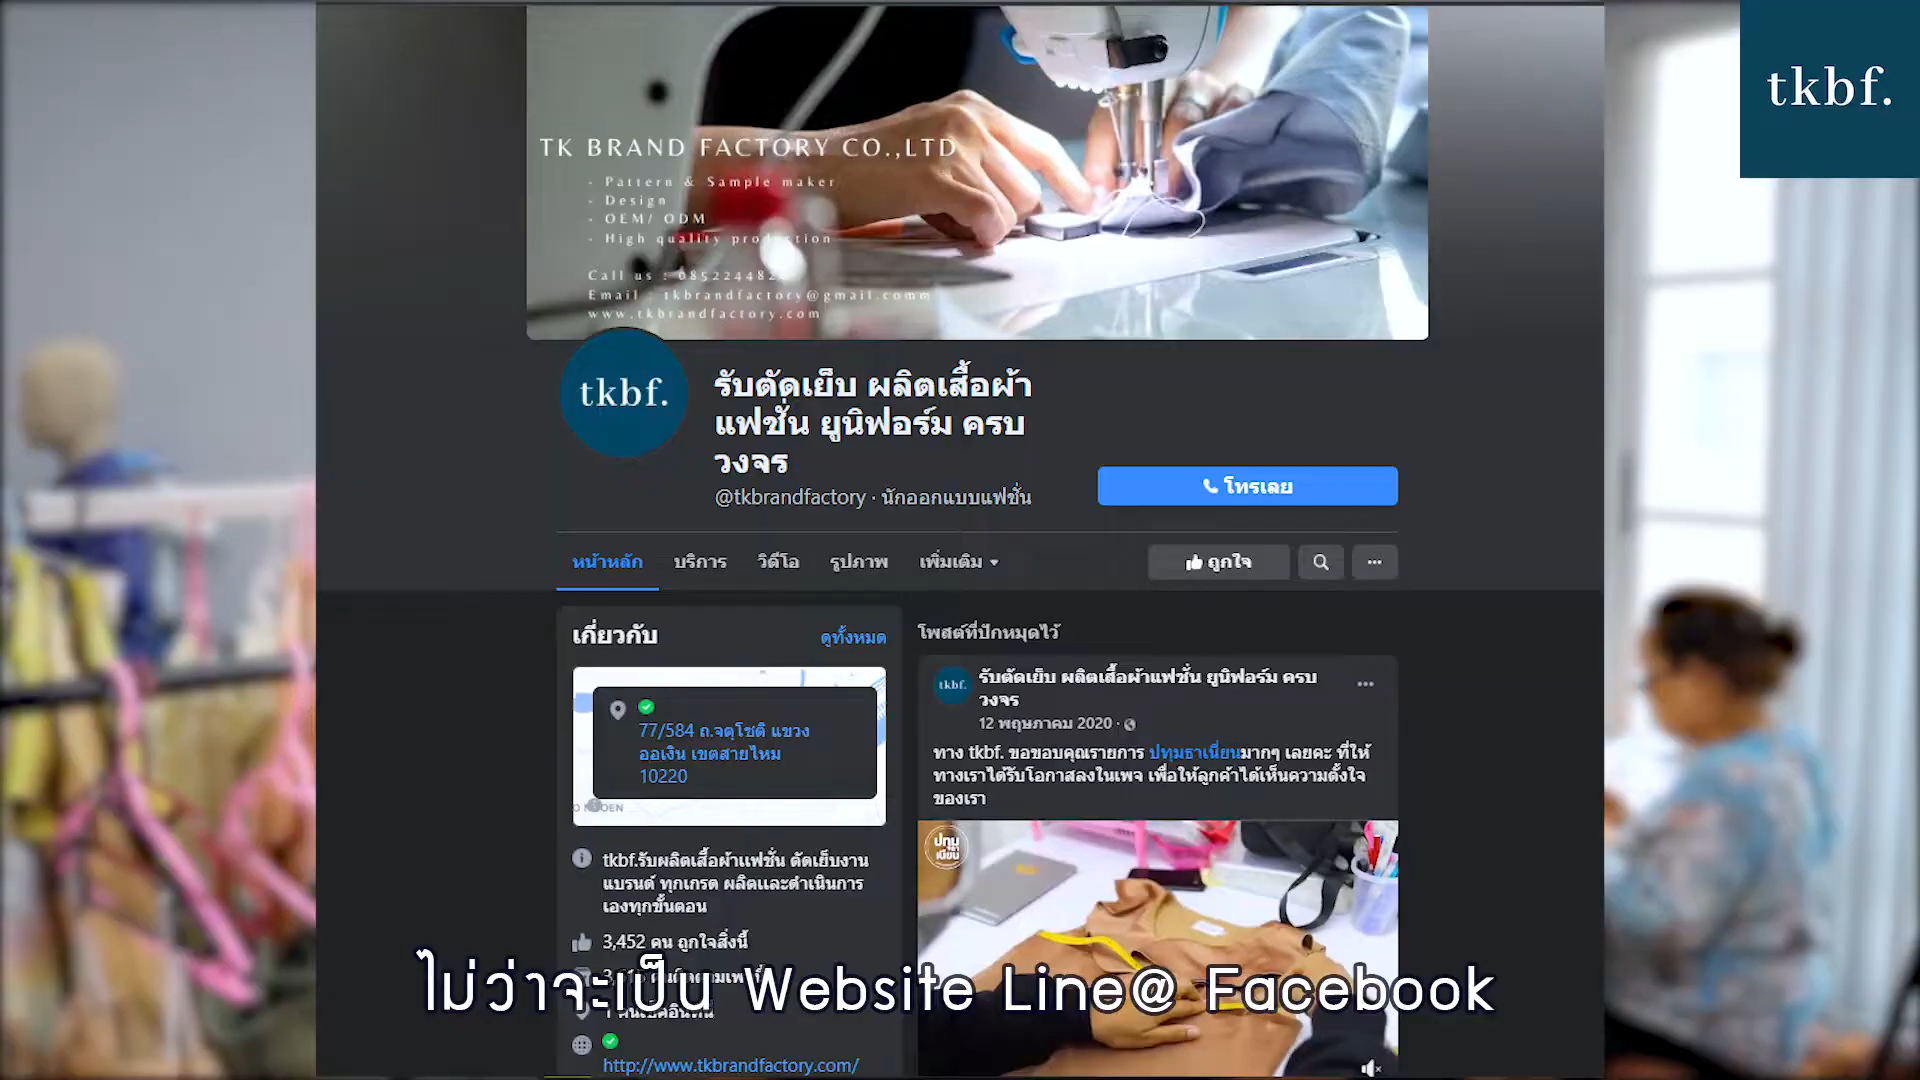 tkbf.
TK BRAND FACTORY CO.,LTD
- Pattern & Sample maker
- Design
- OEM/ ODM
- High quality production
Call us :
Email : tkbrandfactory@gmail.comm
www.tkbrandfactory.com
tkbf.
รับตัดเย็บ ผลิตเสื้อผ้า
แฟชั่น ยูนิฟอร์ม ครบ
วงจร
@tkbrandfactory · นักออกแบบแฟชั่น
โทรเลย
หน้าหลัก บริการ วิดีโอ รูปภาพ เพิ่มเติม
ถูกใจ
เกี่ยวกับ
ดูทั้งหมด
77/584 ถ.จตุโชติ แขวง
ออเงิน เขตสายไหม
10220
tkbf.รับผลิตเสื้อผ้าแฟชั่น ตัดเย็บงาน
แบรนด์ ทุกเกรด ผลิตและดำเนินการ
เองทุกขั้นตอน
3,452 คน ถูกใจสิ่งนี้
http://www.tkbrandfactory.com/
โพสต์ที่ปักหมุดไว้
tkbf.
รับตัดเย็บ ผลิตเสื้อผ้าแฟชั่น ยูนิฟอร์ม ครบ
วงจร
12 พฤษภาคม 2020 ·
ทาง tkbf. ขอขอบคุณรายการ ปทุมธาเนี่ยนมากๆ เลยคะ ที่ให้
ทางเราได้รับโอกาสลงในเพจ เพื่อให้ลูกค้าได้เห็นความตั้งใจ
ของเรา
ปทุม
ธา
เนี่ยน
ไม่ว่าจะเป็น Website Line@ Facebook